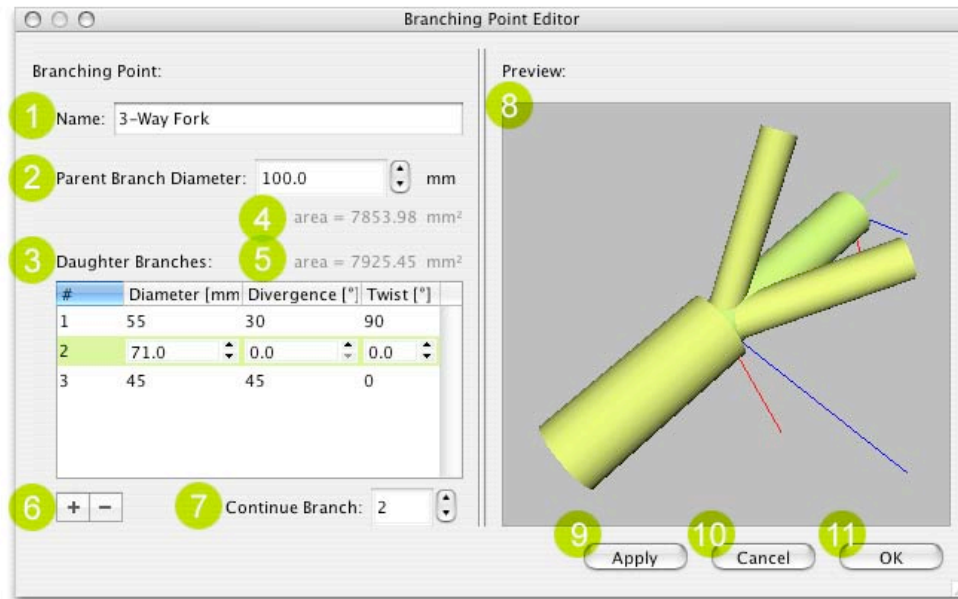 Branching Point Editor
Branching Point:
Preview:
1 Name: 3-Way Fork
8
2 Parent Branch Diameter: 100.0 mm
4 area = 7853.98 mm²
3 Daughter Branches: 5 area = 7925.45 mm²
# Diameter [mm Divergence [°] Twist [°]
1 55 30 90
2 71.0 0.0 0.0
3 45 45 0
6 + − 7 Continue Branch: 2
9 Apply 10 Cancel 11 OK